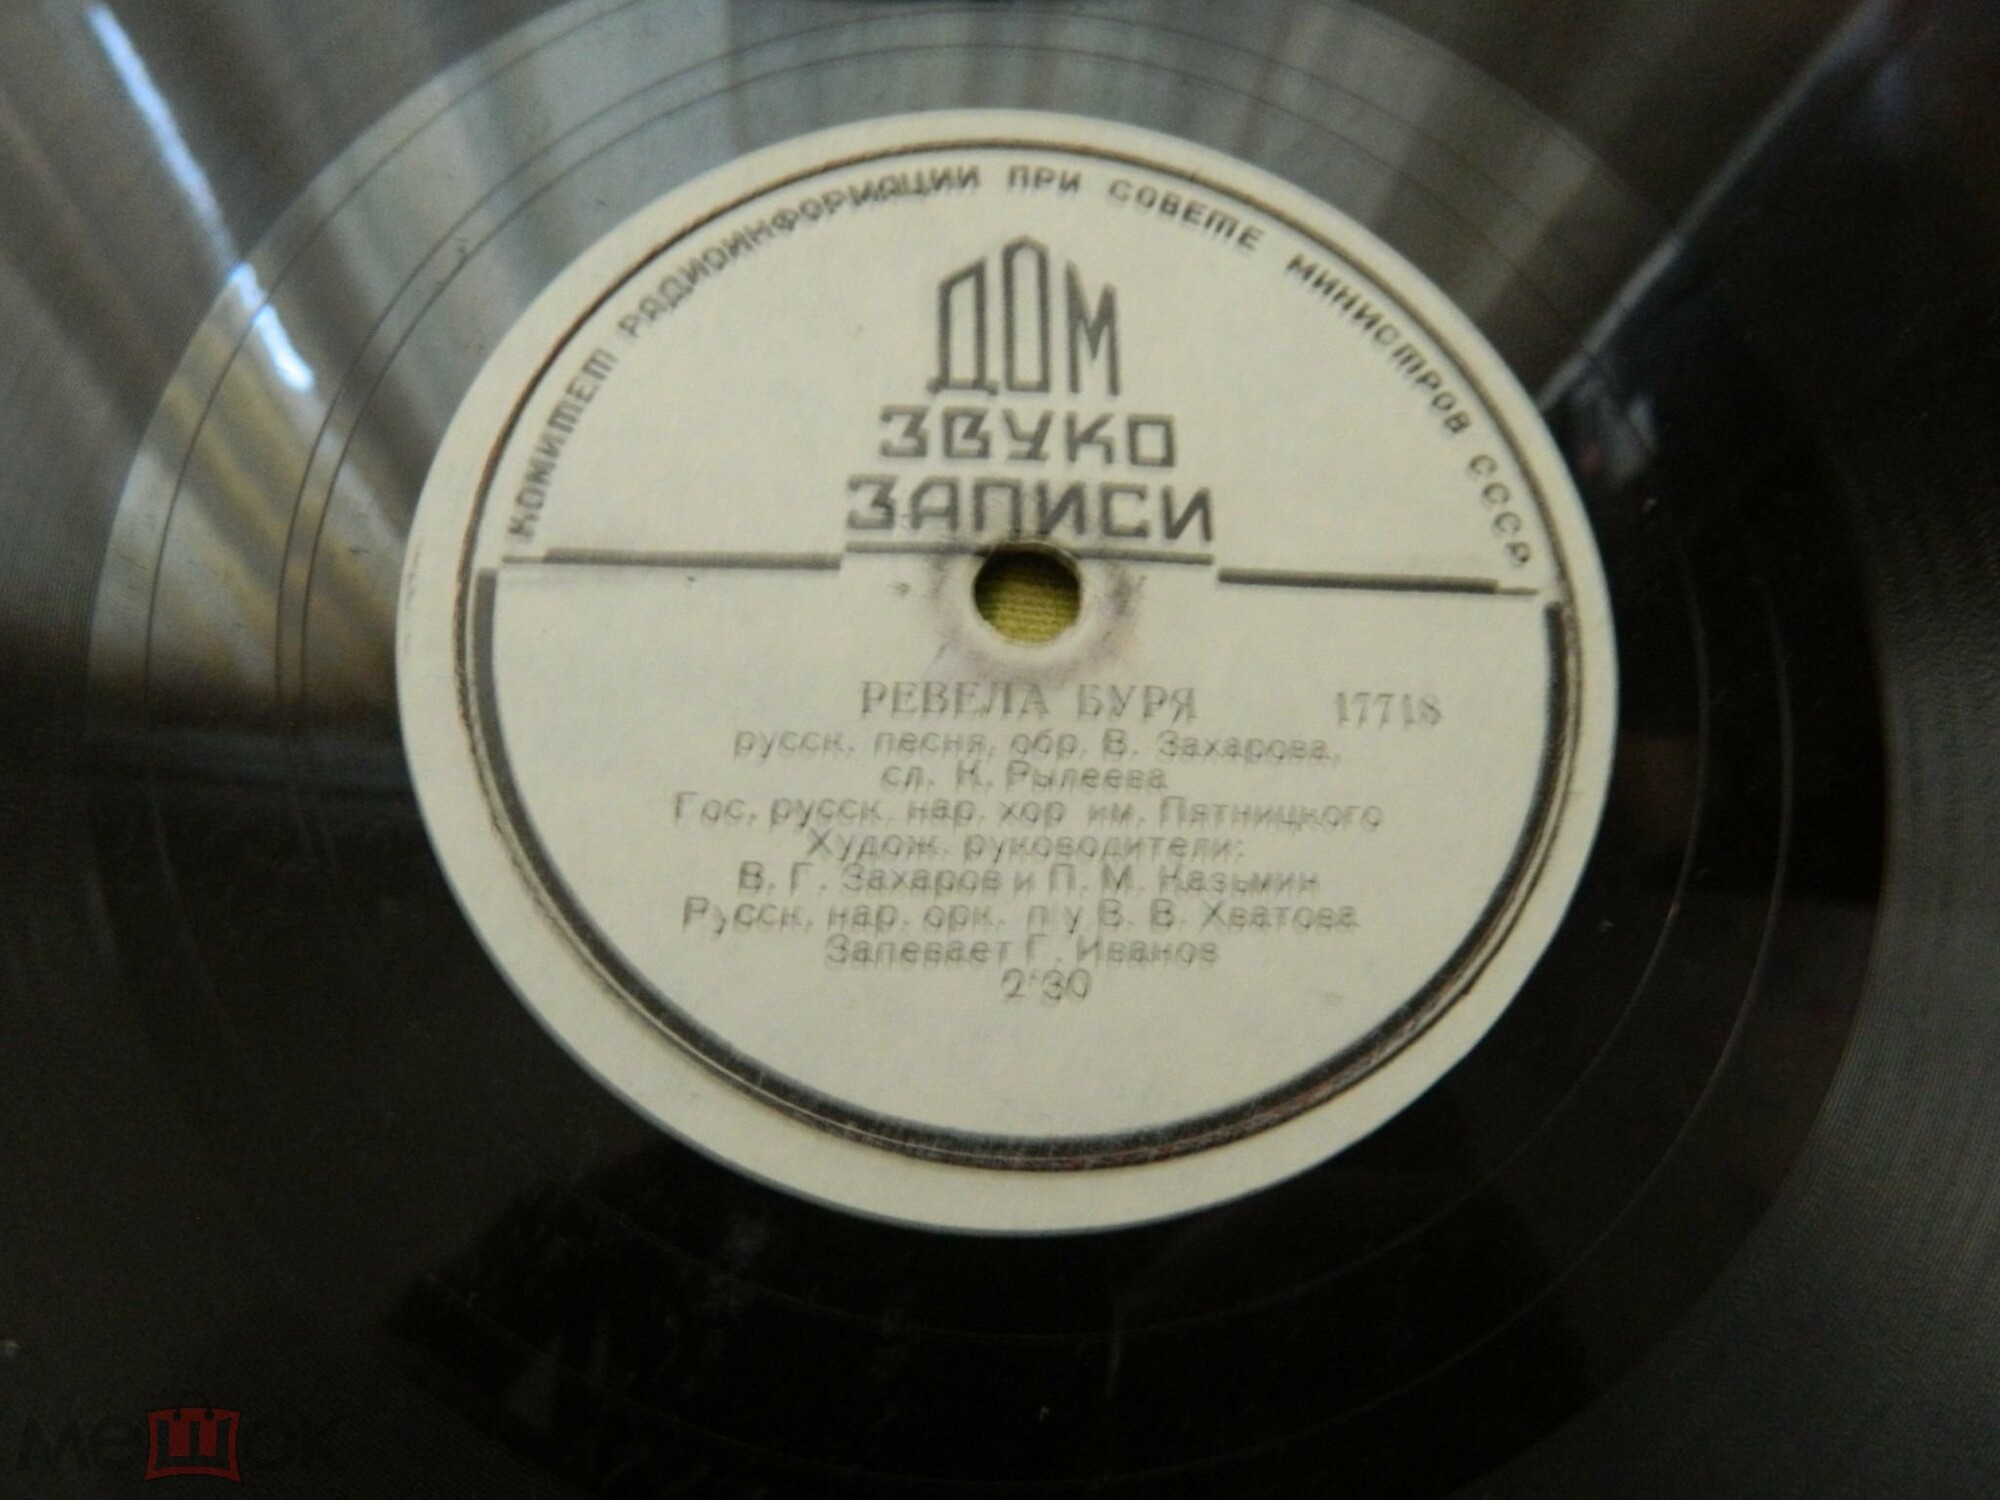 КОМИТЕТ РАДИОИНФОРМАЦИИ ПРИ СОВЕТЕ МИНИСТРОВ СССР
ДОМ
ЗВУКО
ЗАПИСИ
РЕВЕЛА БУРЯ 17718
русск. песня, обр. В. Захарова,
сл. К. Рылеева
Гос. русск. нар. хор им. Пятницкого
Худож. руководители:
В. Г. Захаров и П. М. Казьмин
Русск. нар. орк. п/у В. В. Хватова
Запевает Г. Иванов
2'30
мешок